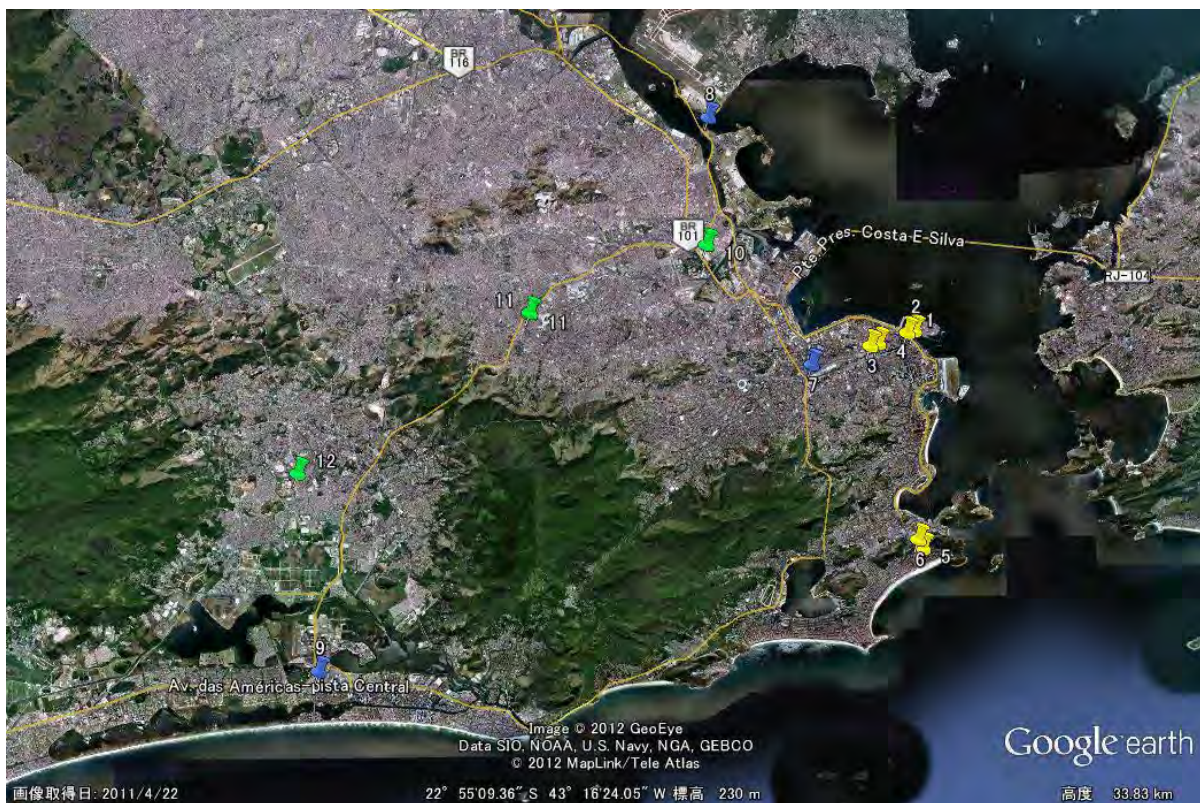 BR
116
8
BR
101
10
Pte. Pres. Costa E Silva
RJ-104
11
11
2
1
4
3
7
12
6
5
9
Av. das Américas-pista Central
Image © 2012 GeoEye
Data SIO, NOAA, U.S. Navy, NGA, GEBCO
© 2012 MapLink/Tele Atlas
Google earth
画像取得日: 2011/4/22
22° 55'09.36" S 43° 16'24.05" W 標高 230 m
高度 33.83 km